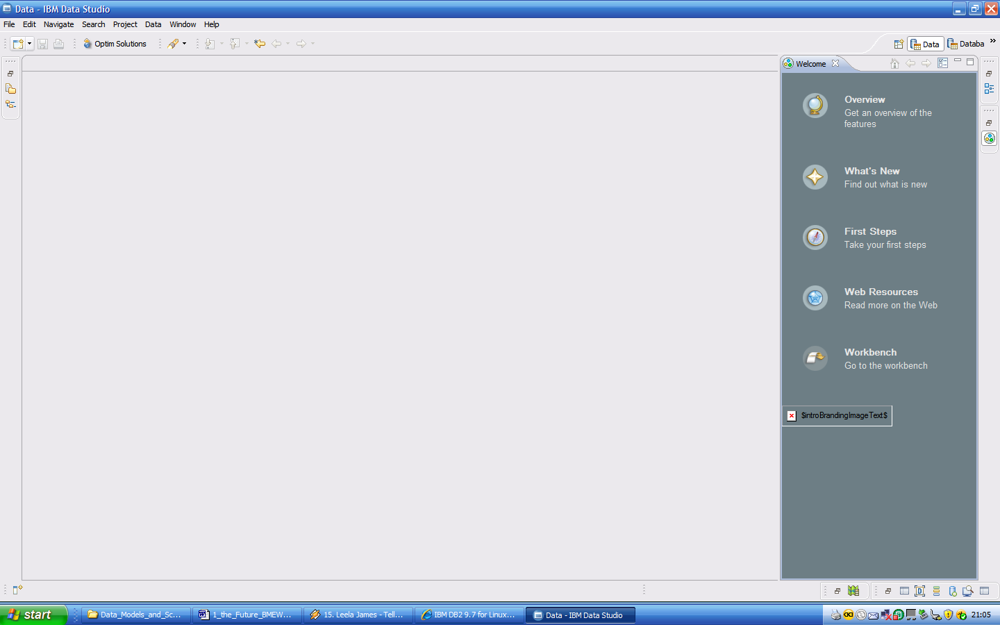 Data - IBM Data Studio
File Edit Navigate Search Project Data Window Help
Optim Solutions
Data
Databa
Welcome
Overview
Get an overview of the
features
What's New
Find out what is new
First Steps
Take your first steps
Web Resources
Read more on the Web
Workbench
Go to the workbench
$introBrandingImageText$
start
Data_Models_and_Sc...
1_the_Future_BMEW...
15. Leela James - Tell...
IBM DB2 9.7 for Linux...
Data - IBM Data Studio
21:05